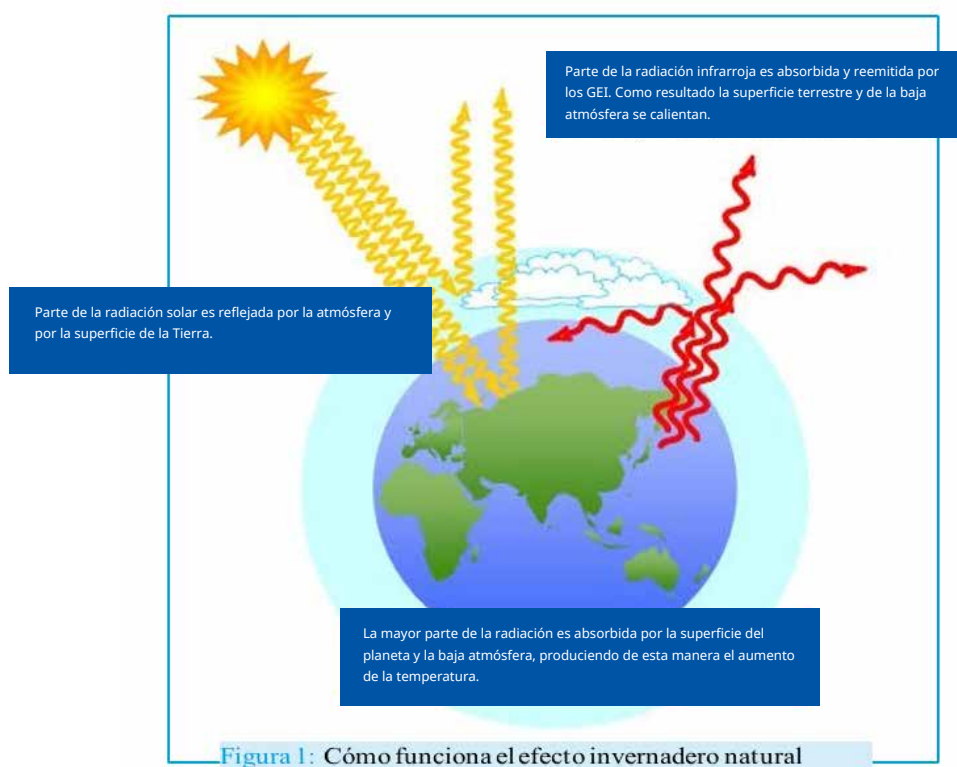 Parte de la radiación infrarroja es absorbida y reemitida por
los GEI. Como resultado la superficie terrestre y de la baja
atmósfera se calientan.
Parte de la radiación solar es reflejada por la atmósfera y
por la superficie de la Tierra.
La mayor parte de la radiación es absorbida por la superficie del
planeta y la baja atmósfera, produciendo de esta manera el aumento
de la temperatura.
Figura 1: Cómo funciona el efecto invernadero natural